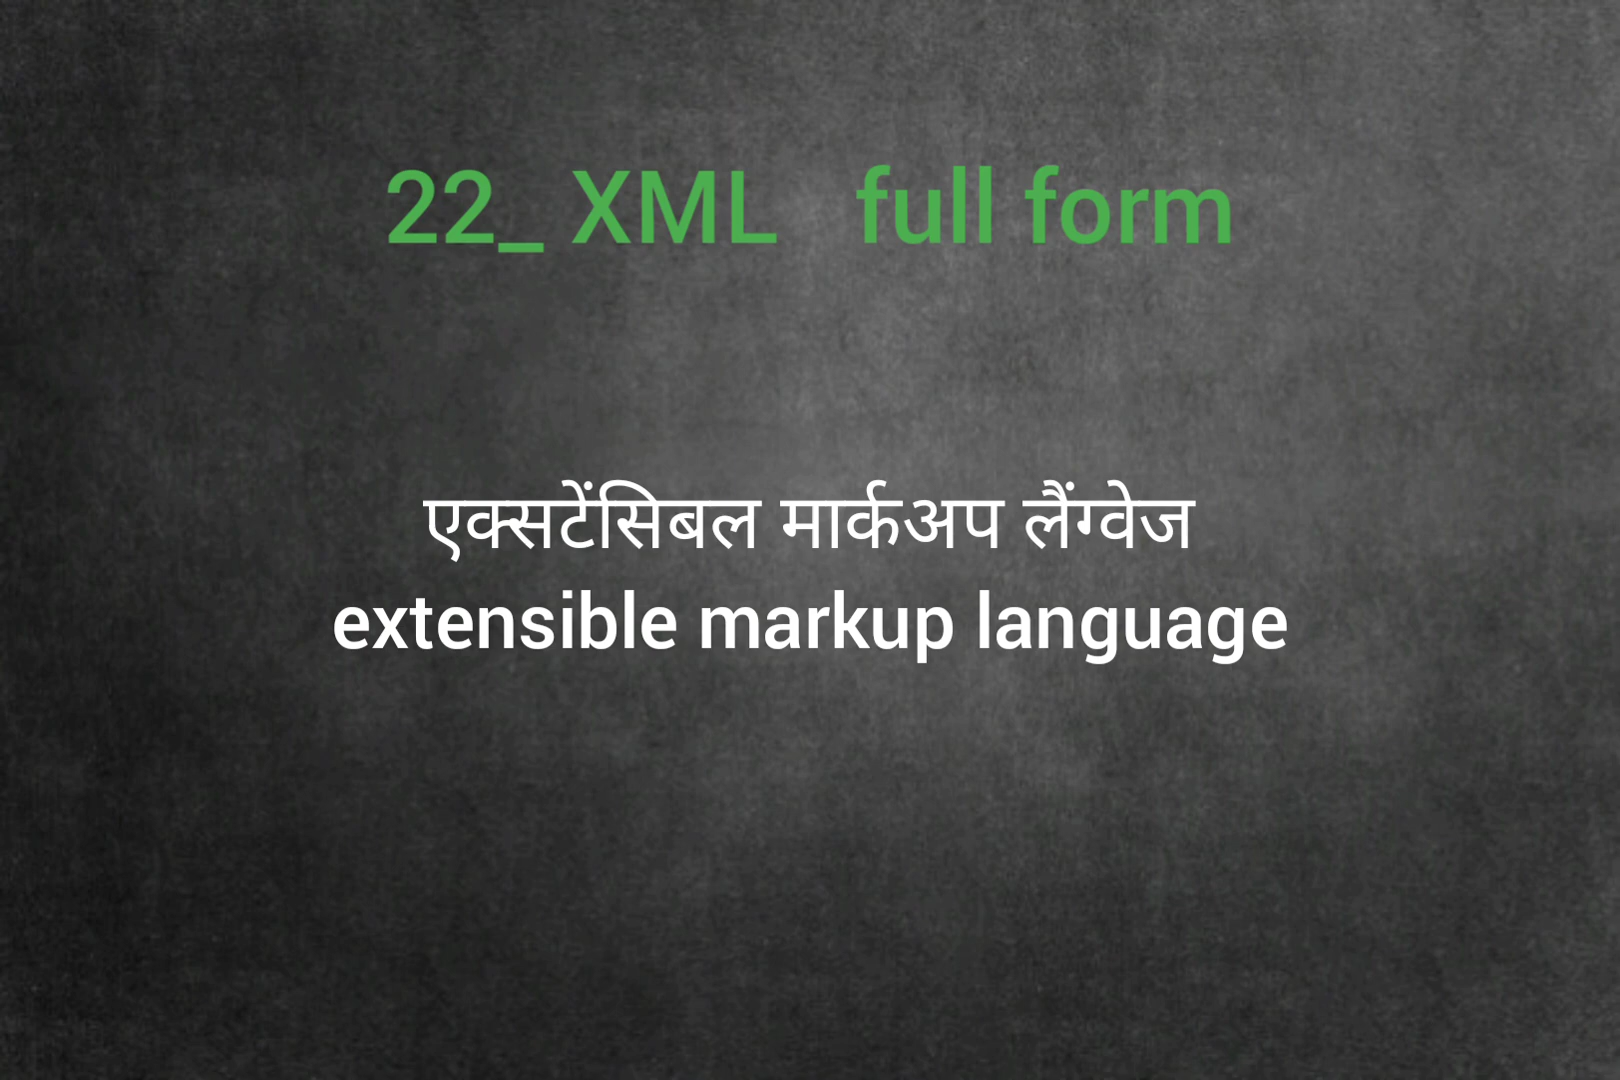 22_ XML full form
एक्सटेंसिबल मार्कअप लैंग्वेज
extensible markup language